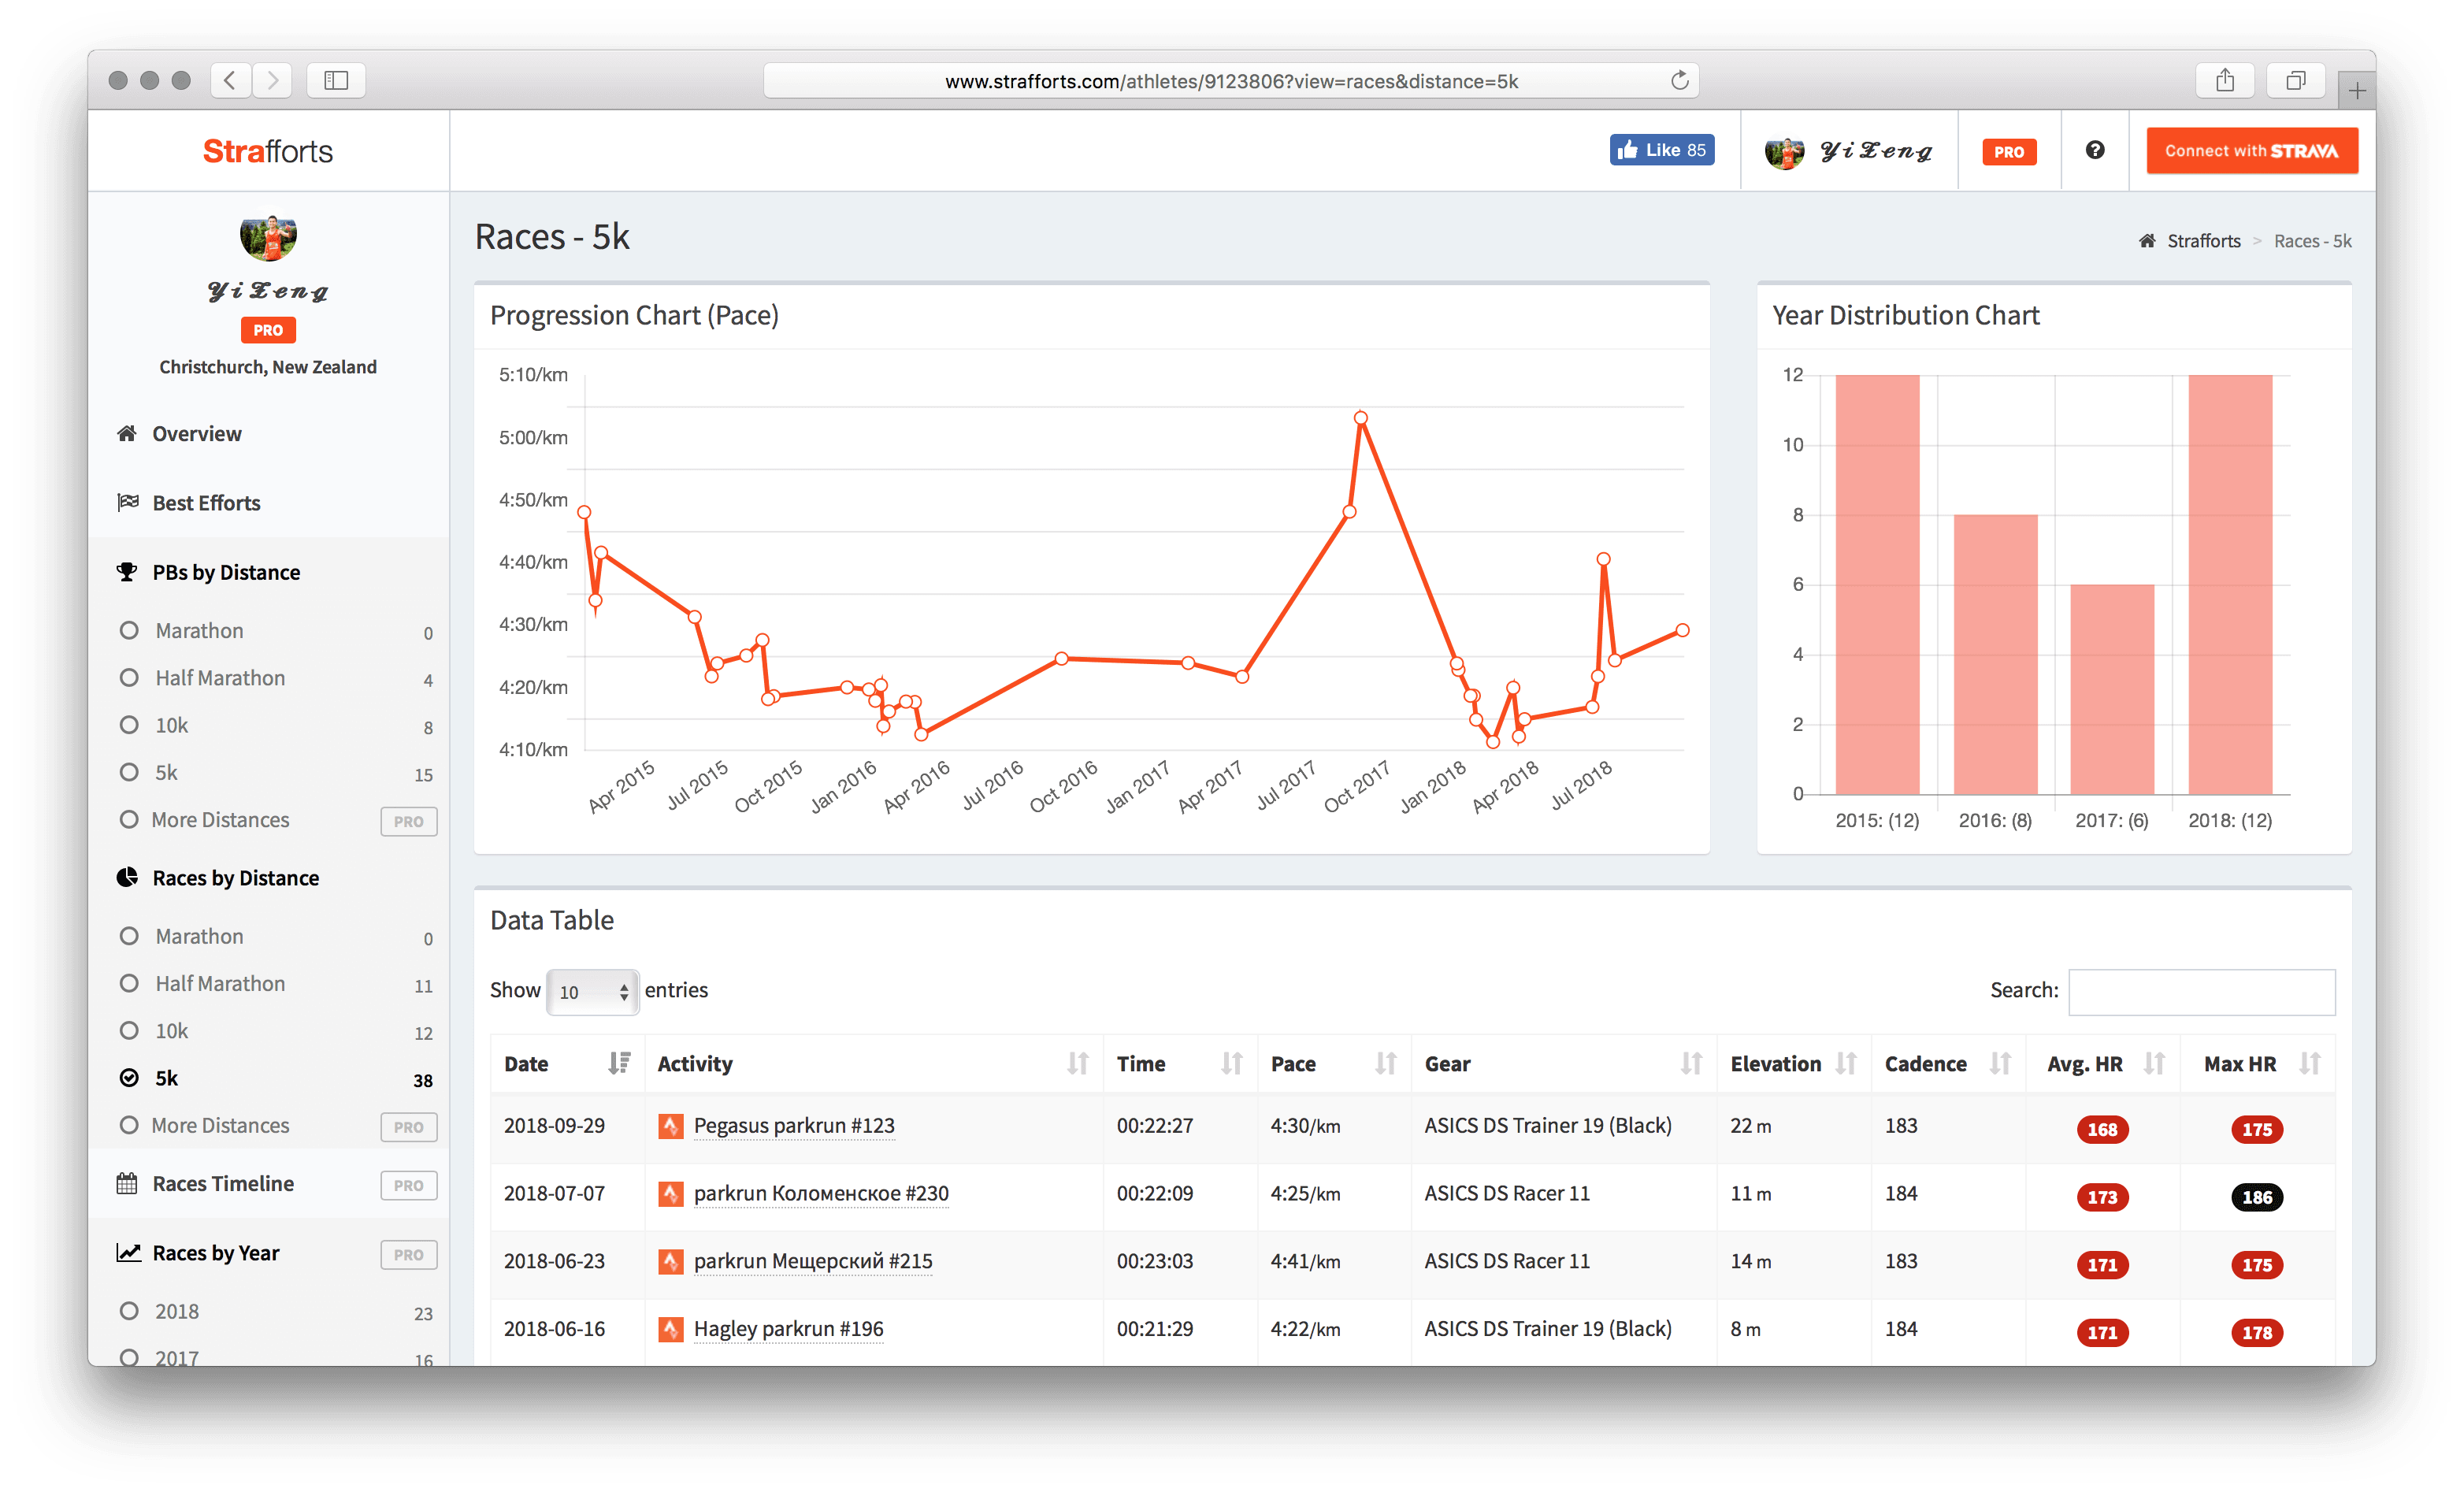 www.strafforts.com/athletes/9123806?view=races&distance=5k
Strafforts
Like 85
𝓨𝓲 𝓩𝓮𝓷𝓰
PRO
Connect with STRAVA
𝓨𝓲 𝓩𝓮𝓷𝓰
PRO
Christchurch, New Zealand
Overview
Best Efforts
PBs by Distance
Marathon 0
Half Marathon 4
10k 8
5k 15
More Distances PRO
Races by Distance
Marathon 0
Half Marathon 11
10k 12
5k 38
More Distances PRO
Races Timeline PRO
Races by Year PRO
2018 23
2017 16
Races - 5k
Strafforts > Races - 5k
Progression Chart (Pace)
5:10/km
5:00/km
4:50/km
4:40/km
4:30/km
4:20/km
4:10/km
Apr 2015 Jul 2015 Oct 2015 Jan 2016 Apr 2016 Jul 2016 Oct 2016 Jan 2017 Apr 2017 Jul 2017 Oct 2017 Jan 2018 Apr 2018 Jul 2018
Year Distribution Chart
12
10
8
6
4
2
0
2015: (12) 2016: (8) 2017: (6) 2018: (12)
Data Table
Show 10 entries
Search:
Date Activity Time Pace Gear Elevation Cadence Avg. HR Max HR
2018-09-29 Pegasus parkrun #123 00:22:27 4:30/km ASICS DS Trainer 19 (Black) 22 m 183 168 175
2018-07-07 parkrun Коломенское #230 00:22:09 4:25/km ASICS DS Racer 11 11 m 184 173 186
2018-06-23 parkrun Мещерский #215 00:23:03 4:41/km ASICS DS Racer 11 14 m 183 171 175
2018-06-16 Hagley parkrun #196 00:21:29 4:22/km ASICS DS Trainer 19 (Black) 8 m 184 171 178